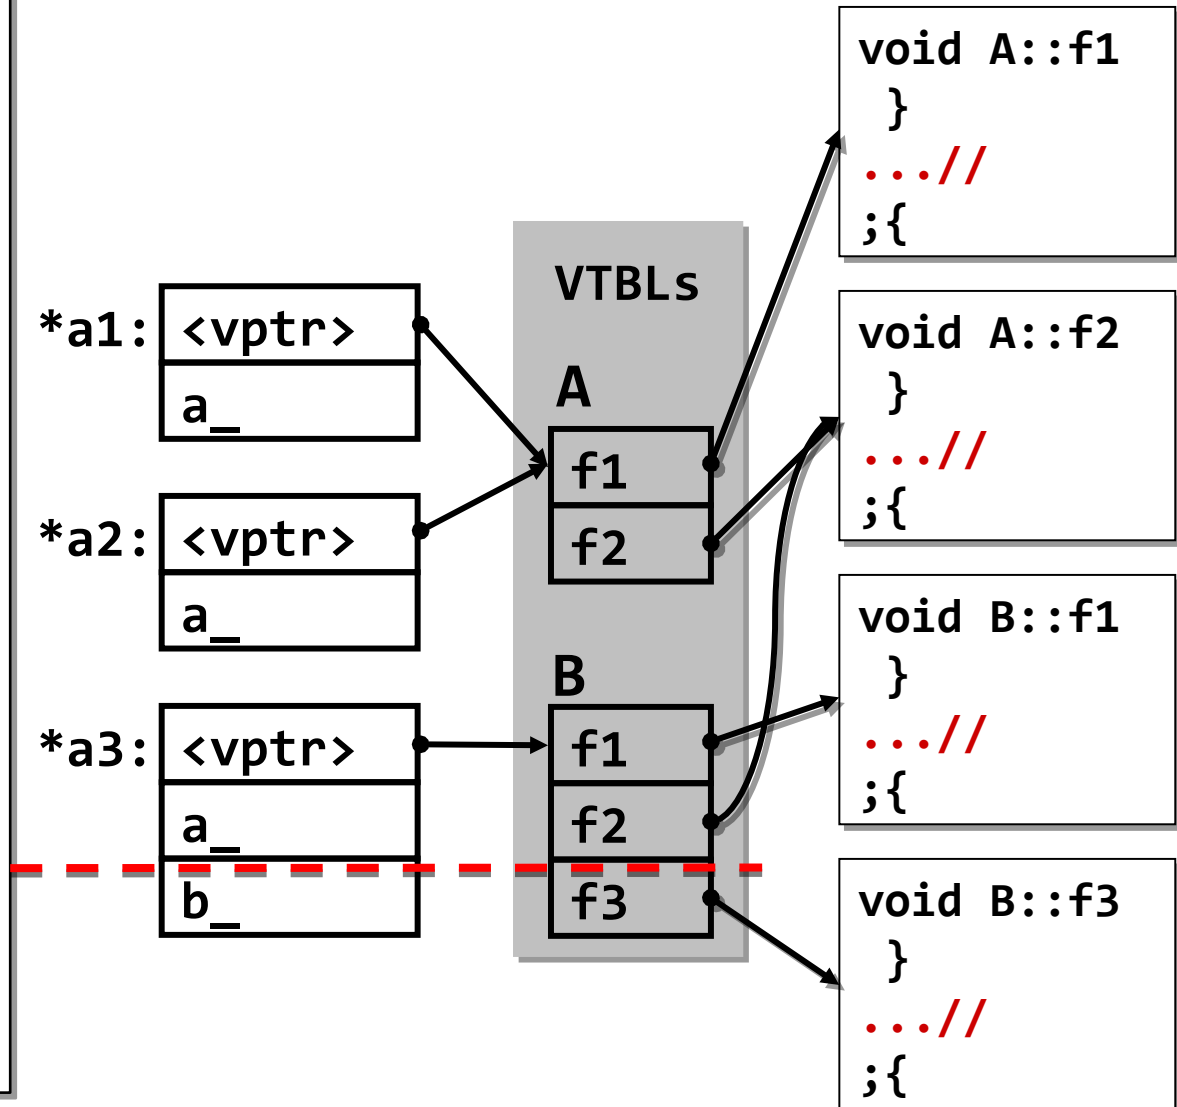 *a1:
<vptr>
a_
*a2:
<vptr>
a_
*a3:
<vptr>
a_
b_
VTBLs
A
f1
f2
B
f1
f2
f3
void A::f1
}
...//
;{
void A::f2
}
...//
;{
void B::f1
}
...//
;{
void B::f3
}
...//
;{